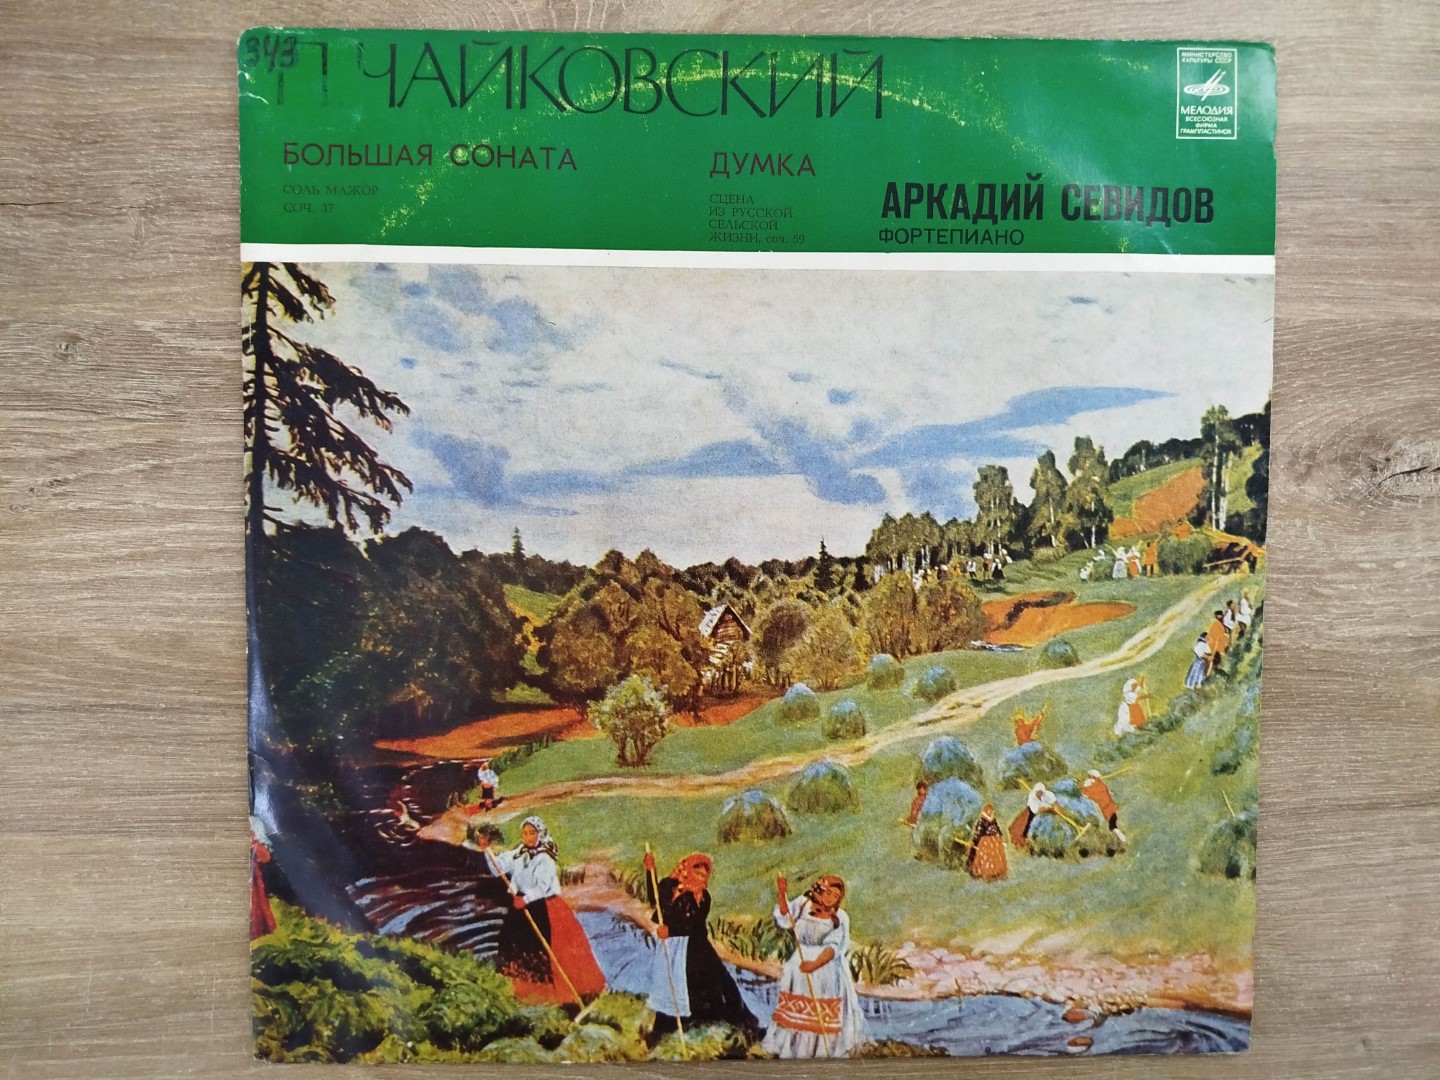 343
П. ЧАЙКОВСКИЙ
МИНИСТЕРСТВО
КУЛЬТУРЫ СССР
МЕЛОДИЯ
ВСЕСОЮЗНАЯ
ФИРМА
ГРАМПЛАСТИНОК
БОЛЬШАЯ СОНАТА
СОЛЬ МАЖОР
СОЧ. 37
ДУМКА
СЦЕНА
ИЗ РУССКОЙ
СЕЛЬСКОЙ
ЖИЗНИ, соч. 59
АРКАДИЙ СЕВИДОВ
ФОРТЕПИАНО